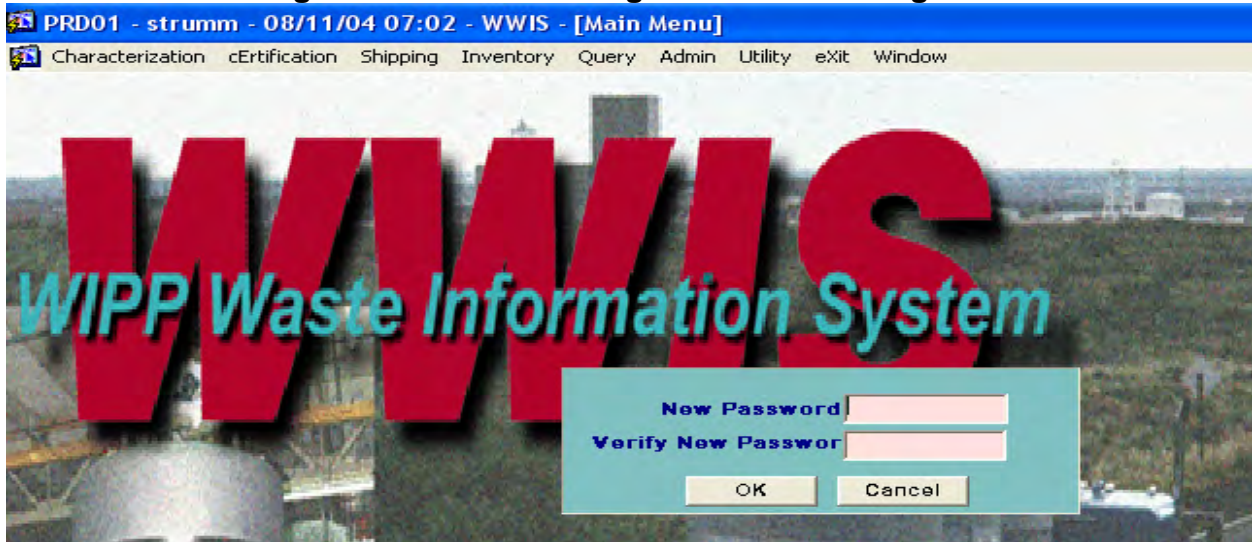 PRD01 - strumm - 08/11/04 07:02 - WWIS - [Main Menu]
Characterization cErtification Shipping Inventory Query Admin Utility eXit Window
WWIS
WIPP Waste Information System
New Password
Verify New Passwor
OK Cancel